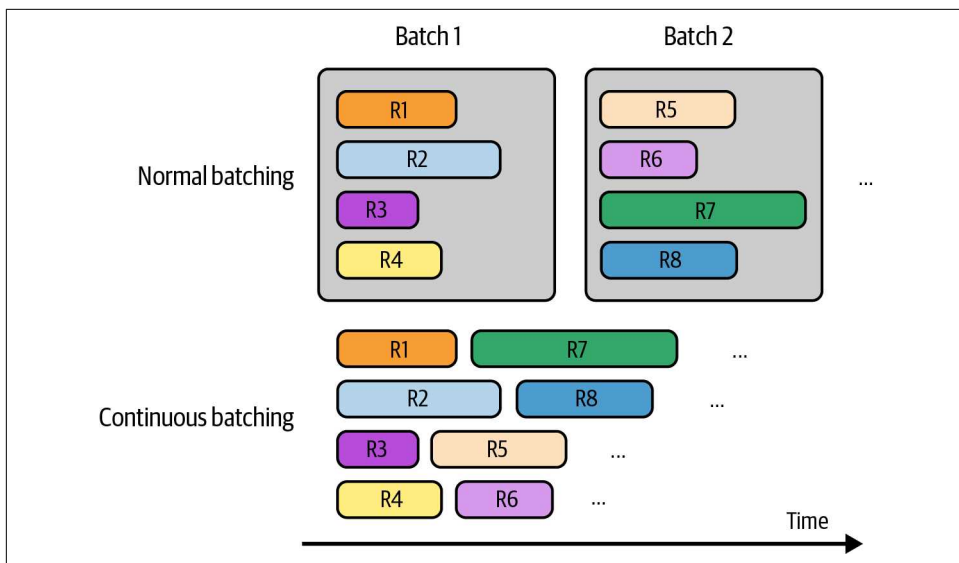 Batch 1
Batch 2
Normal batching
R1
R2
R3
R4
R5
R6
R7
R8
...
Continuous batching
R1
R7
...
R2
R8
...
R3
R5
...
R4
R6
...
Time